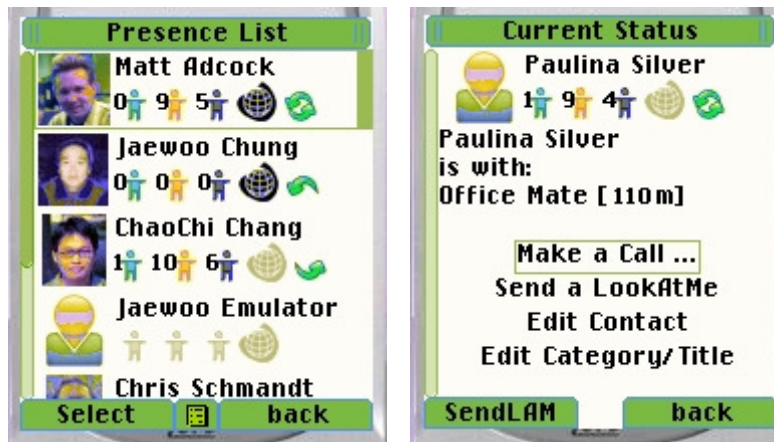 Presence List
Matt Adcock
0 9 5
Jaewoo Chung
0 0 0
ChaoChi Chang
1 10 6
Jaewoo Emulator
Chris Schmandt
Select back
Current Status
Paulina Silver
1 9 4
Paulina Silver
is with:
Office Mate [110m]
Make a Call ...
Send a LookAtMe
Edit Contact
Edit Category/Title
SendLAM back